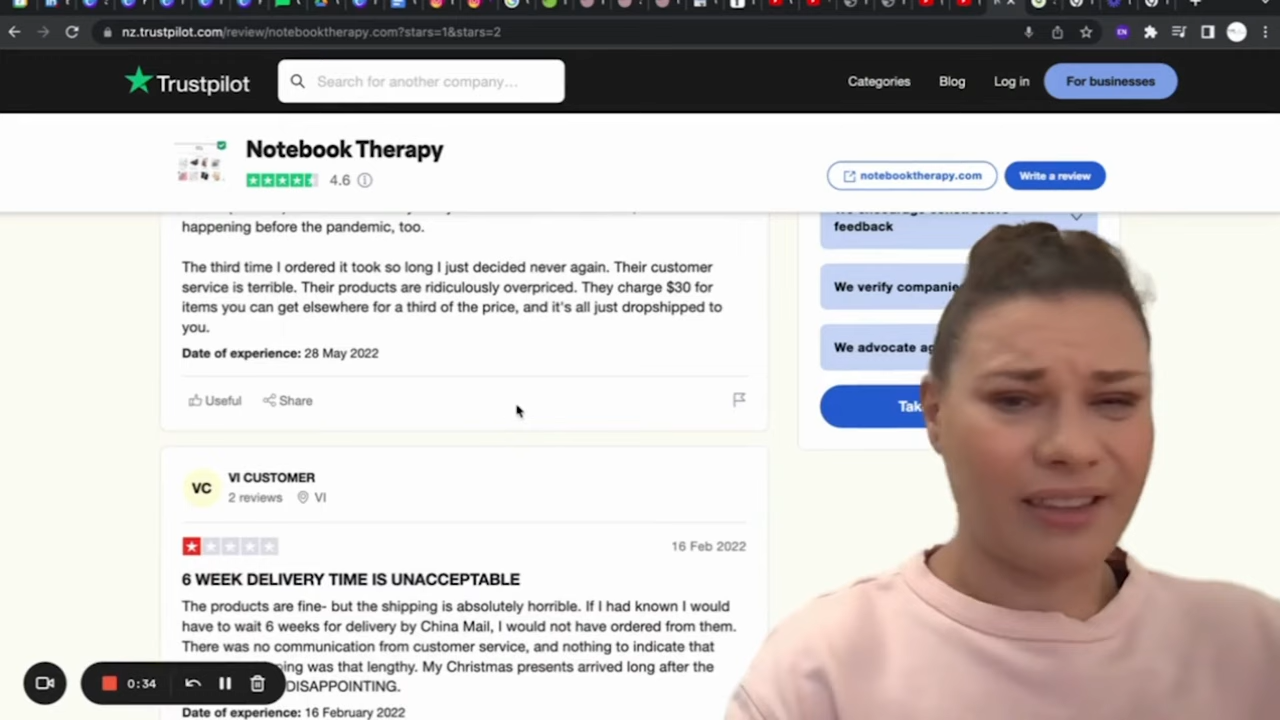 nz.trustpilot.com/review/notebooktherapy.com?stars=1&stars=2
EN
Trustpilot
Search for another company...
Categories
Blog
Log in
For businesses
Notebook Therapy
4.6
notebooktherapy.com
Write a review
happening before the pandemic, too.
feedback
The third time I ordered it took so long I just decided never again. Their customer
service is terrible. Their products are ridiculously overpriced. They charge $30 for
items you can get elsewhere for a third of the price, and it's all just dropshipped to
you.
Date of experience: 28 May 2022
We verify companie
We advocate ag
Useful
Share
Tak
VC
VI CUSTOMER
2 reviews
VI
16 Feb 2022
6 WEEK DELIVERY TIME IS UNACCEPTABLE
The products are fine- but the shipping is absolutely horrible. If I had known I would
have to wait 6 weeks for delivery by China Mail, I would not have ordered from them.
There was no communication from customer service, and nothing to indicate that
ping was that lengthy. My Christmas presents arrived long after the
DISAPPOINTING.
0:34
Date of experience: 16 February 2022